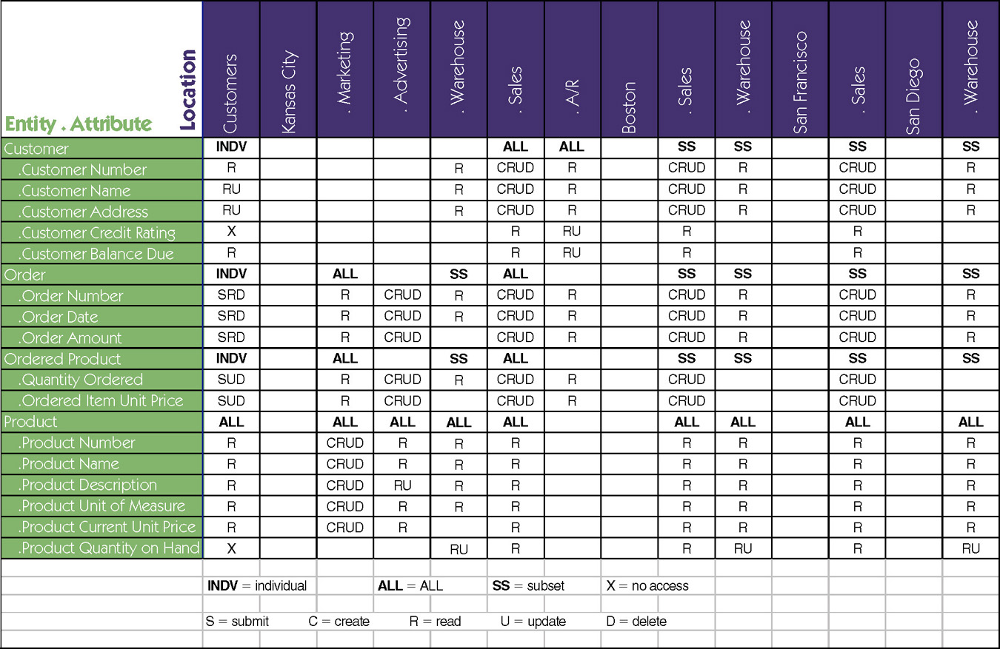 Entity . Attribute Location Customers Kansas City . Marketing . Advertising . Warehouse . Sales . A/R Boston . Sales . Warehouse San Francisco . Sales San Diego . Warehouse
Customer INDV ALL ALL SS SS SS SS
.Customer Number R R CRUD R CRUD R CRUD R
.Customer Name RU R CRUD R CRUD R CRUD R
.Customer Address RU R CRUD R CRUD R CRUD R
.Customer Credit Rating X R RU R R
.Customer Balance Due R R RU R R
Order INDV ALL SS ALL SS SS SS SS
.Order Number SRD R CRUD R CRUD R CRUD R CRUD R
.Order Date SRD R CRUD R CRUD R CRUD R CRUD R
.Order Amount SRD R CRUD CRUD R CRUD R CRUD R
Ordered Product INDV ALL SS ALL SS SS SS SS
.Quantity Ordered SUD R CRUD R CRUD R CRUD CRUD
.Ordered Item Unit Price SUD R CRUD CRUD R CRUD CRUD
Product ALL ALL ALL ALL ALL ALL ALL ALL ALL
.Product Number R CRUD R R R R R R R
.Product Name R CRUD R R R R R R R
.Product Description R CRUD RU R R R R R R
.Product Unit of Measure R CRUD R R R R R R R
.Product Current Unit Price R CRUD R R R R R R
.Product Quantity on Hand X RU R R RU R RU
INDV = individual ALL = ALL SS = subset X = no access
S = submit C = create R = read U = update D = delete